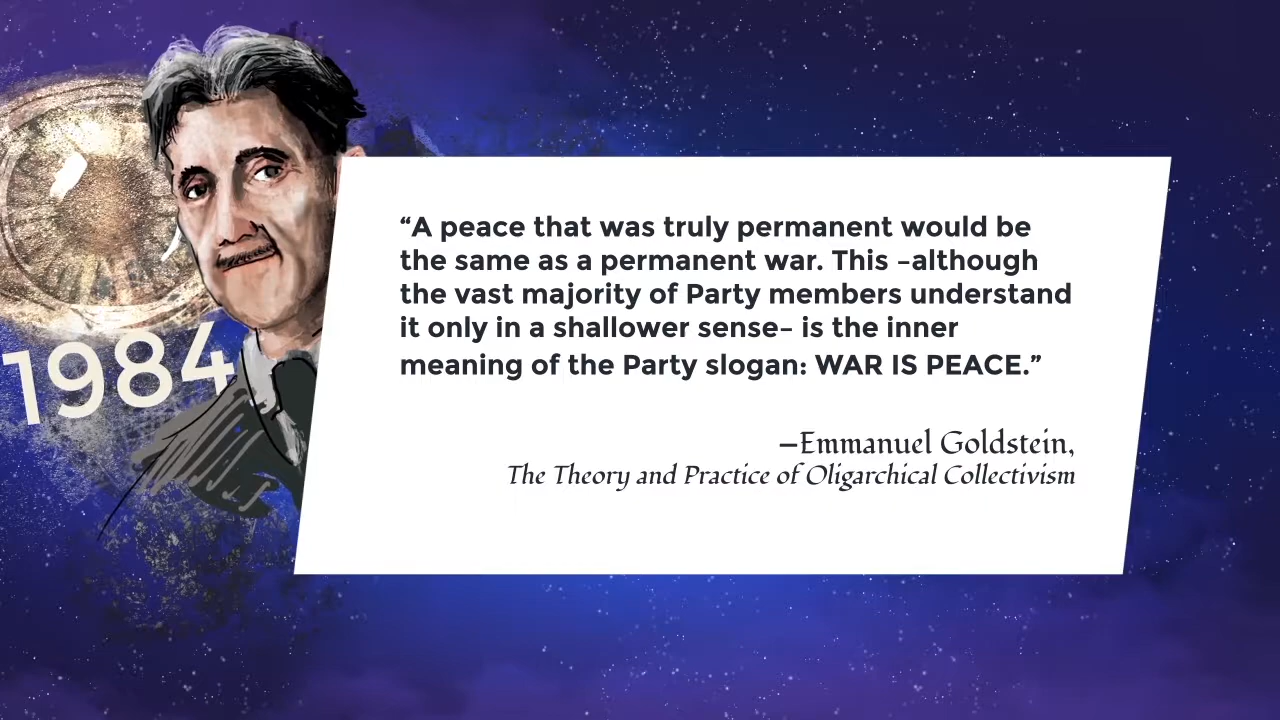 1984
“A peace that was truly permanent would be
the same as a permanent war. This –although
the vast majority of Party members understand
it only in a shallower sense– is the inner
meaning of the Party slogan: WAR IS PEACE.”
—Emmanuel Goldstein,
The Theory and Practice of Oligarchical Collectivism